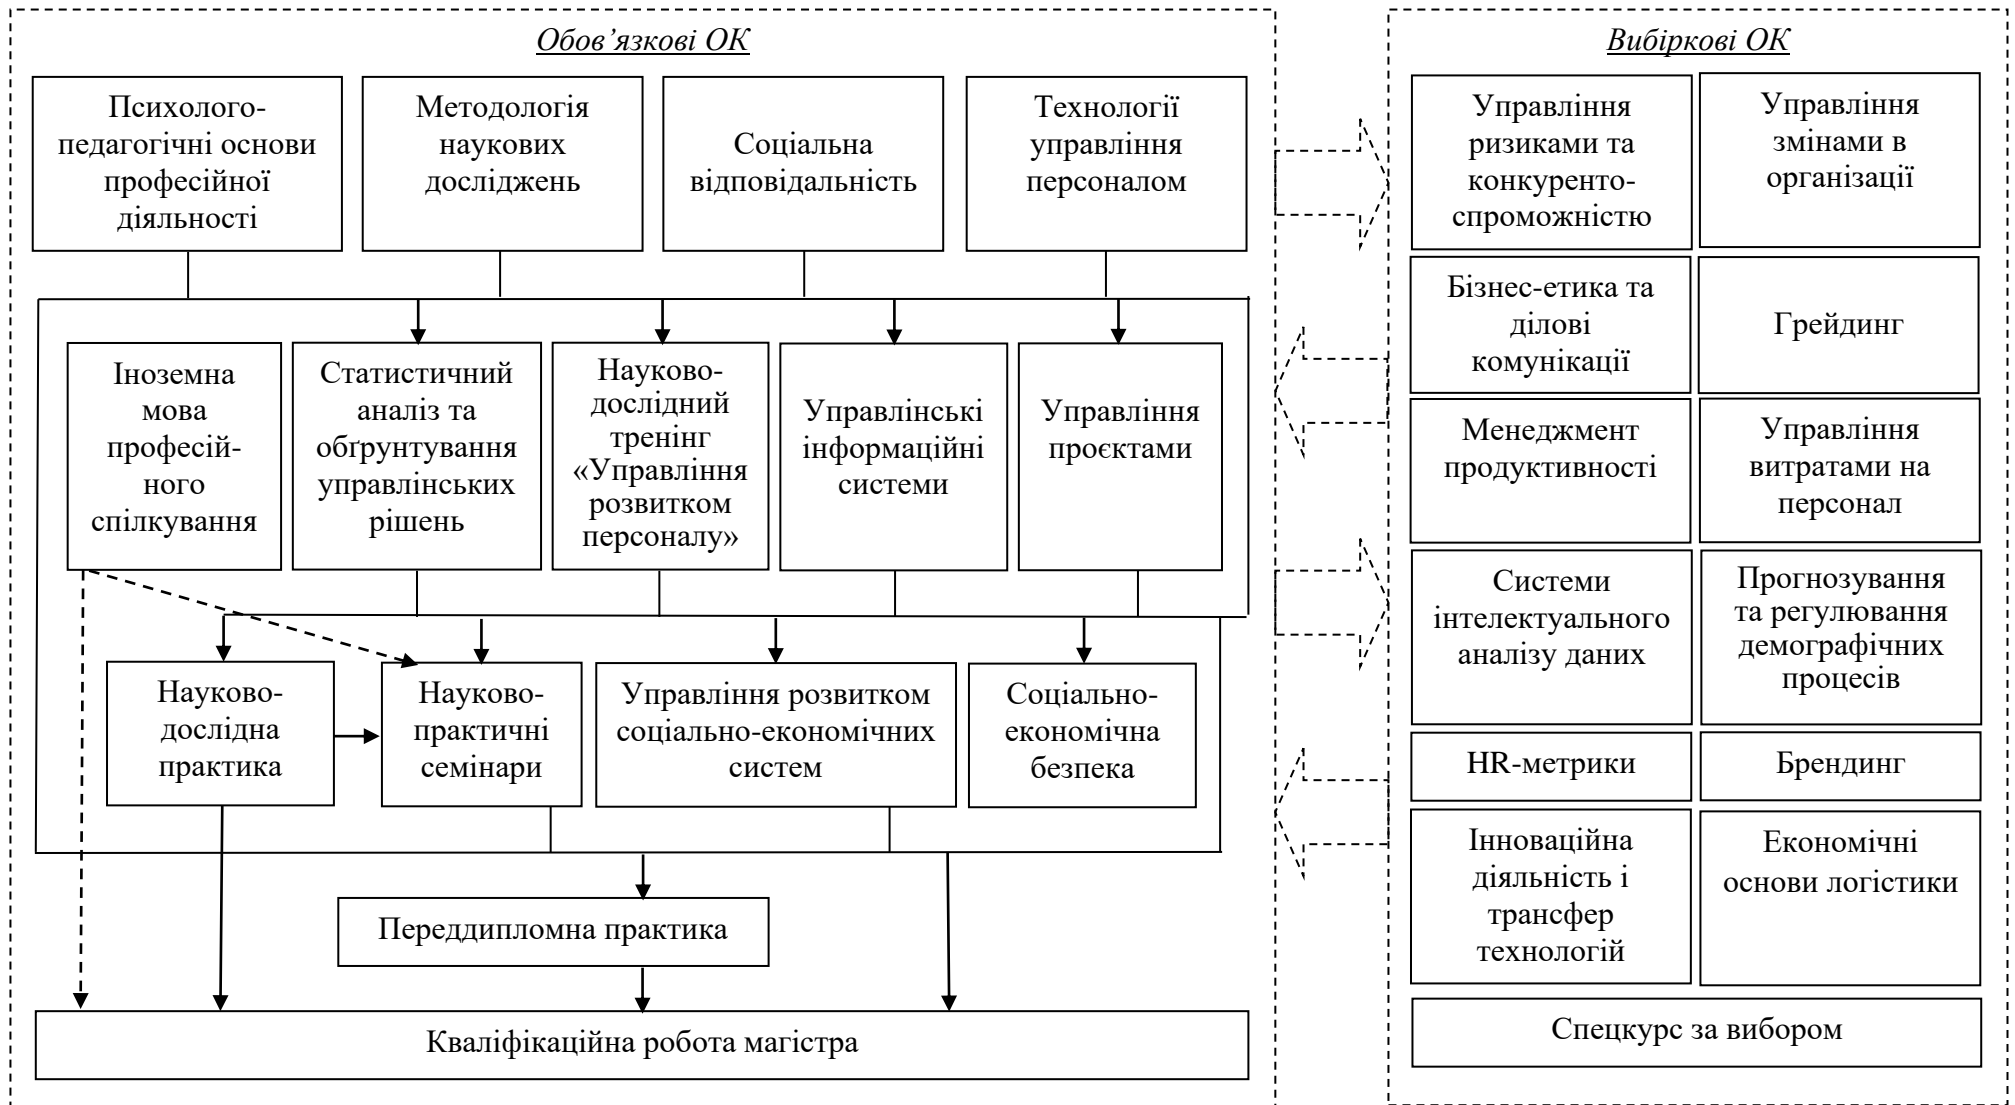 Обов’язкові ОК
Психолого-
педагогічні основи
професійної
діяльності
Методологія
наукових
досліджень
Соціальна
відповідальність
Технології
управління
персоналом
Іноземна
мова
професій-
ного
спілкування
Статистичний
аналіз та
обґрунтування
управлінських
рішень
Науково-
дослідний
тренінг
«Управління
розвитком
персоналу»
Управлінські
інформаційні
системи
Управління
проєктами
Науково-
дослідна
практика
Науково-
практичні
семінари
Управління розвитком
соціально-економічних
систем
Соціально-
економічна
безпека
Переддипломна практика
Кваліфікаційна робота магістра
Вибіркові ОК
Управління
ризиками та
конкуренто-
спроможністю
Управління
змінами в
організації
Бізнес-етика та
ділові
комунікації
Грейдинг
Менеджмент
продуктивності
Управління
витратами на
персонал
Системи
інтелектуального
аналізу даних
Прогнозування
та регулювання
демографічних
процесів
HR-метрики
Брендинг
Інноваційна
діяльність і
трансфер
технологій
Економічні
основи логістики
Спецкурс за вибором